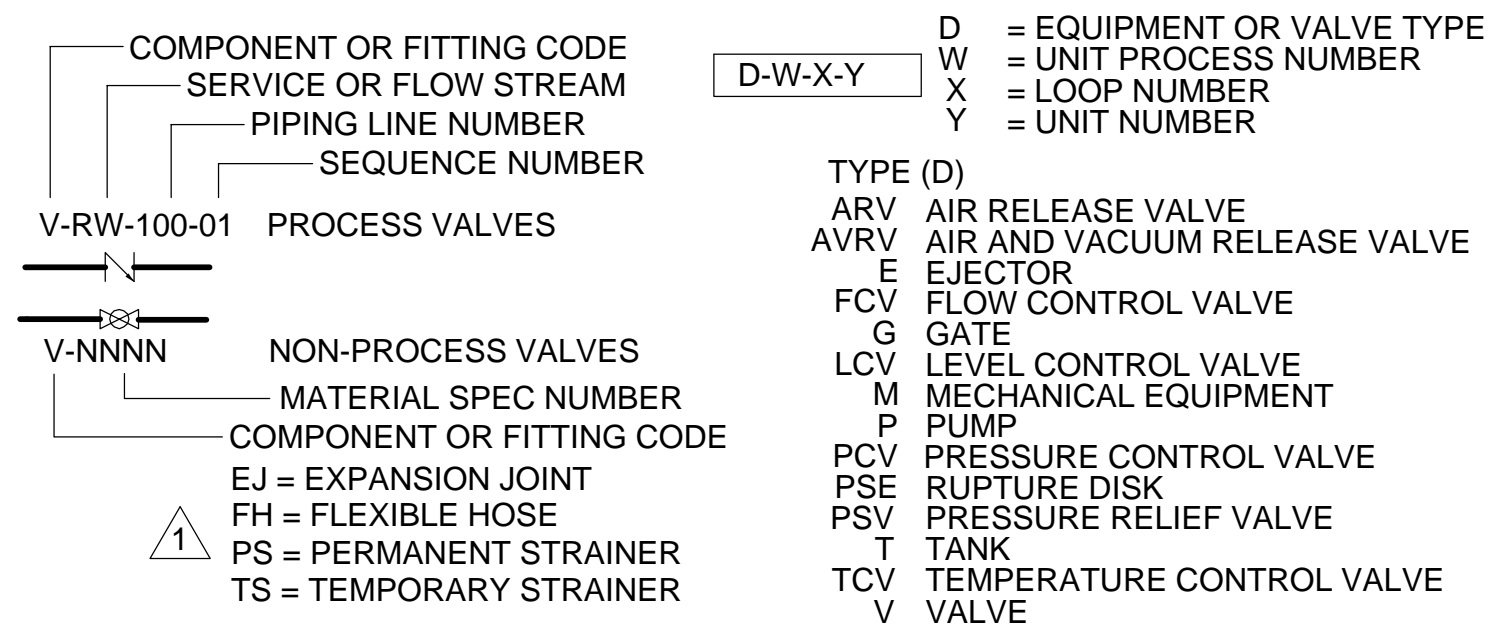 COMPONENT OR FITTING CODE
SERVICE OR FLOW STREAM
PIPING LINE NUMBER
SEQUENCE NUMBER
V-RW-100-01 PROCESS VALVES
V-NNNN NON-PROCESS VALVES
MATERIAL SPEC NUMBER
COMPONENT OR FITTING CODE
EJ = EXPANSION JOINT
FH = FLEXIBLE HOSE
1
PS = PERMANENT STRAINER
TS = TEMPORARY STRAINER
D-W-X-Y
D = EQUIPMENT OR VALVE TYPE
W = UNIT PROCESS NUMBER
X = LOOP NUMBER
Y = UNIT NUMBER
TYPE (D)
ARV AIR RELEASE VALVE
AVRV AIR AND VACUUM RELEASE VALVE
E EJECTOR
FCV FLOW CONTROL VALVE
G GATE
LCV LEVEL CONTROL VALVE
M MECHANICAL EQUIPMENT
P PUMP
PCV PRESSURE CONTROL VALVE
PSE RUPTURE DISK
PSV PRESSURE RELIEF VALVE
T TANK
TCV TEMPERATURE CONTROL VALVE
V VALVE